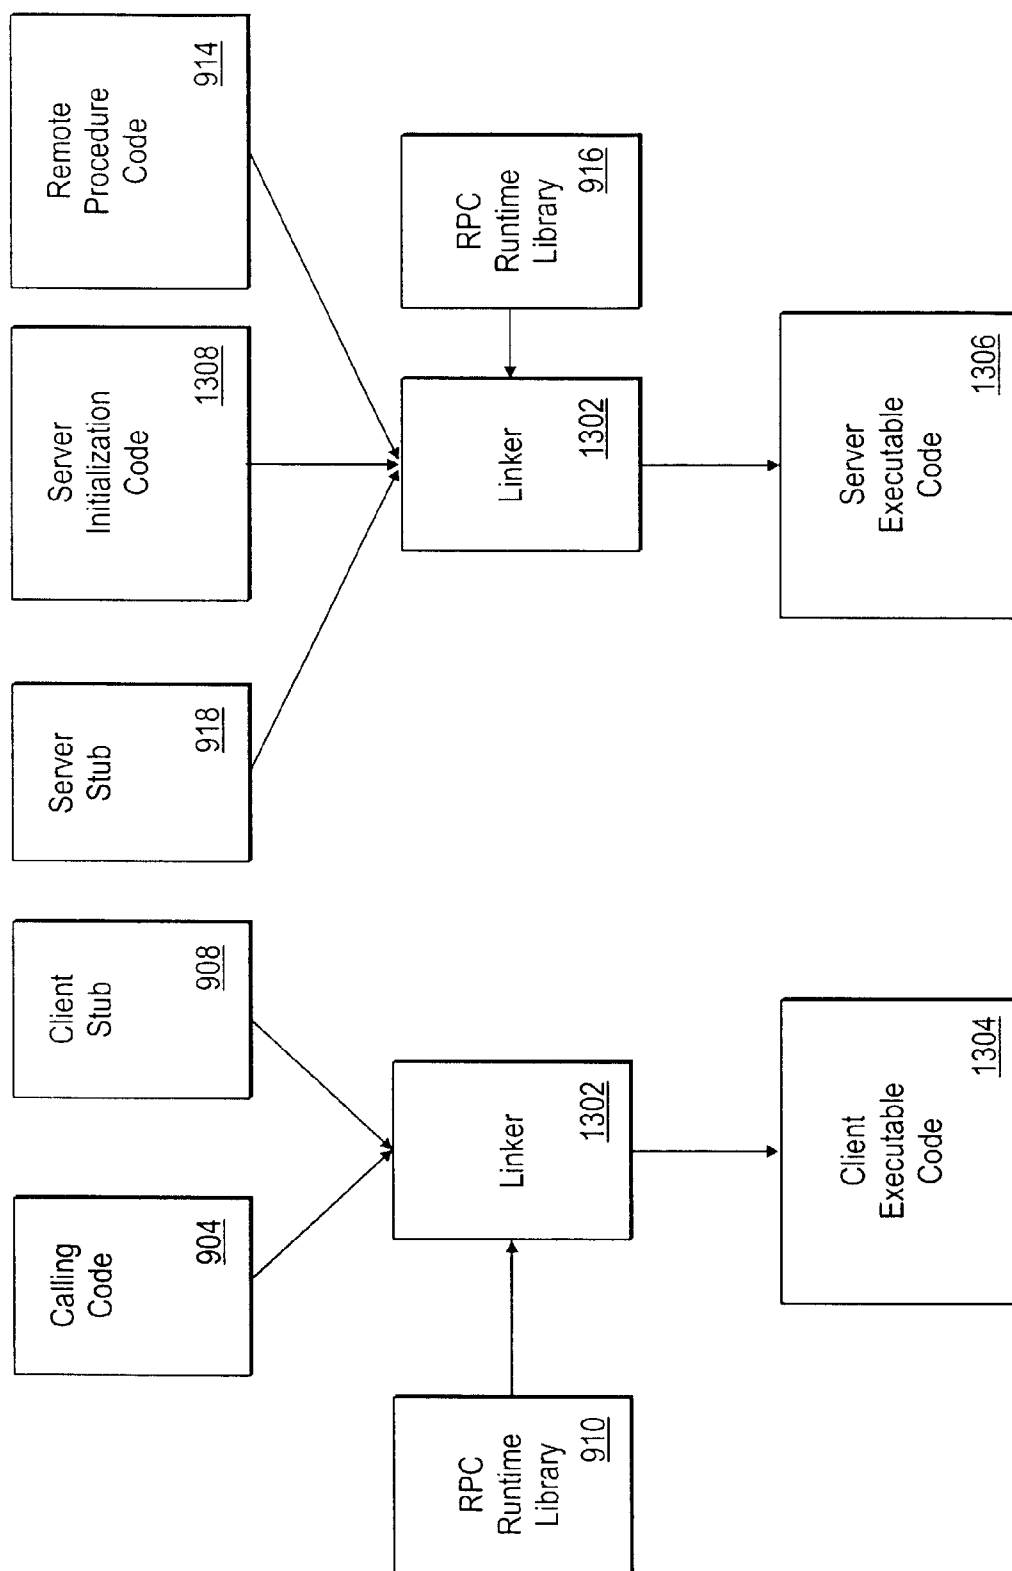 Calling
Code
904
Client
Stub
908
Server
Stub
918
Server
Initialization
Code
1308
Remote
Procedure
Code
914
RPC
Runtime
Library
910
Linker
1302
Linker
1302
RPC
Runtime
Library
916
Client
Executable
Code
1304
Server
Executable
Code
1306